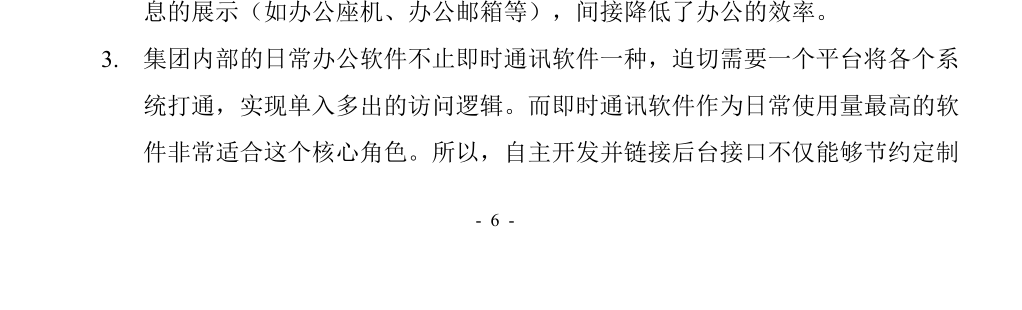 息的展示（如办公座机、办公邮箱等），间接降低了办公的效率。
3. 集团内部的日常办公软件不止即时通讯软件一种，迫切需要一个平台将各个系
统打通，实现单入多出的访问逻辑。而即时通讯软件作为日常使用量最高的软
件非常适合这个核心角色。所以，自主开发并链接后台接口不仅能够节约定制
- 6 -